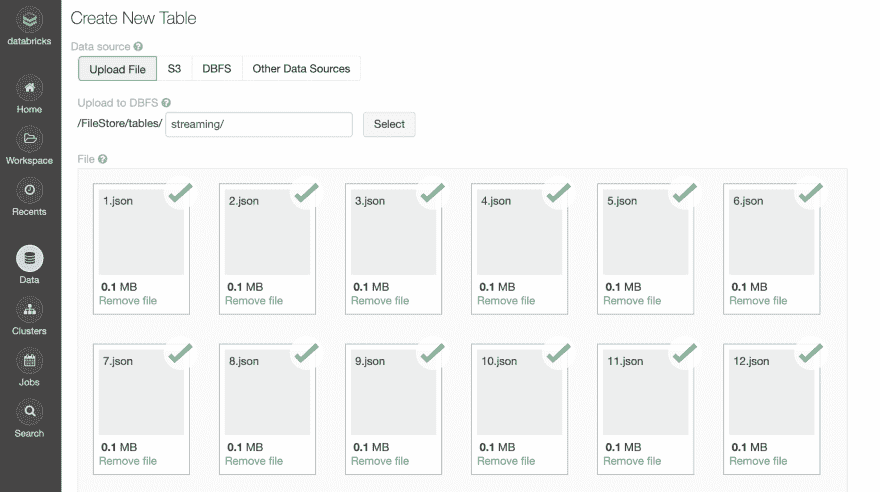 databricks
Home
Workspace
Recents
Data
Clusters
Jobs
Search
Create New Table
Data source ?
Upload File S3 DBFS Other Data Sources
Upload to DBFS ?
/FileStore/tables/ streaming/ Select
File ?
1.json 2.json 3.json 4.json 5.json 6.json
0.1 MB 0.1 MB 0.1 MB 0.1 MB 0.1 MB 0.1 MB
Remove file Remove file Remove file Remove file Remove file Remove file
7.json 8.json 9.json 10.json 11.json 12.json
0.1 MB 0.1 MB 0.1 MB 0.1 MB 0.1 MB 0.1 MB
Remove file Remove file Remove file Remove file Remove file Remove file